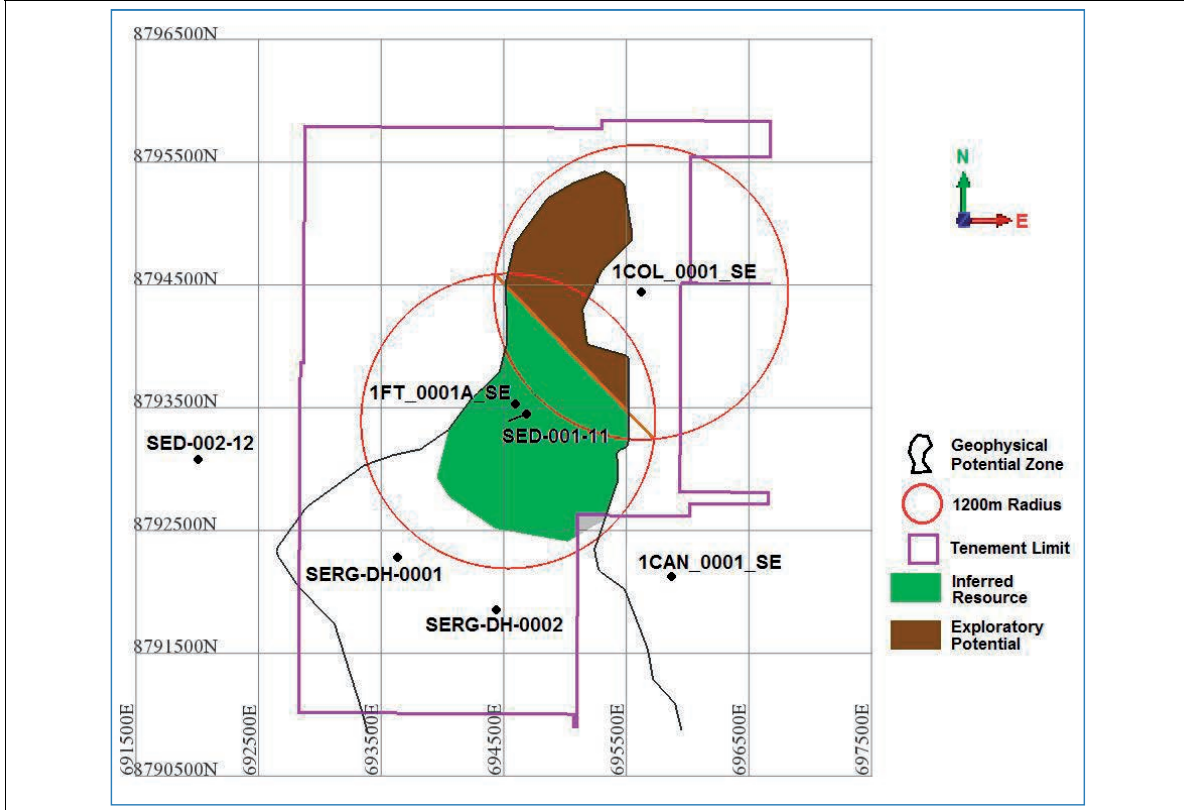 8796500N
8795500N
8794500N
8793500N
8792500N
8791500N
8790500N
691500E
692500E
693500E
694500E
695500E
696500E
697500E
1COL_0001_SE
1FT_0001A_SE
SED-001-11
SED-002-12
SERG-DH-0001
1CAN_0001_SE
SERG-DH-0002
N
E
Geophysical
Potential Zone
1200m Radius
Tenement Limit
Inferred
Resource
Exploratory
Potential